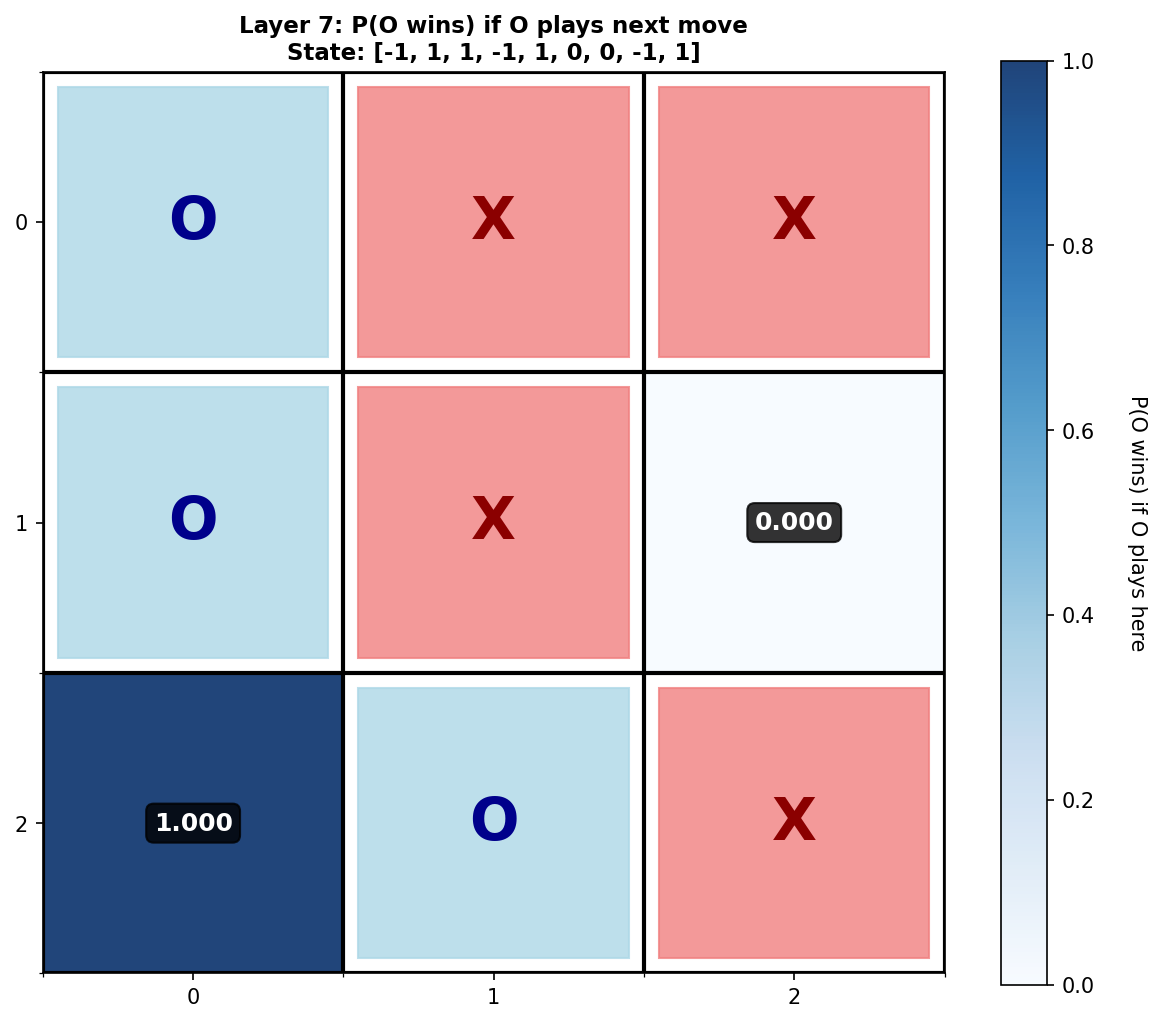 Layer 7: P(O wins) if O plays next move
State: [-1, 1, 1, -1, 1, 0, 0, -1, 1]
0
O
X
X
1
O
X
0.000
2
1.000
O
X
0
1
2
1.0
0.8
0.6
0.4
0.2
0.0
P(O wins) if O plays here